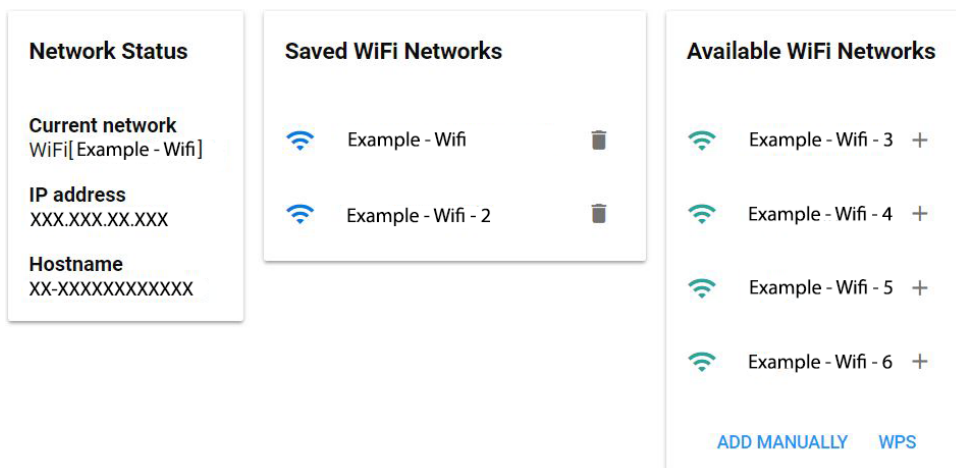 Network Status
Current network
WiFi[Example - Wifi]
IP address
XXX.XXX.XX.XXX
Hostname
XX-XXXXXXXXXXXX
Saved WiFi Networks
Example - Wifi
Example - Wifi - 2
Available WiFi Networks
Example - Wifi - 3
Example - Wifi - 4
Example - Wifi - 5
Example - Wifi - 6
ADD MANUALLY WPS